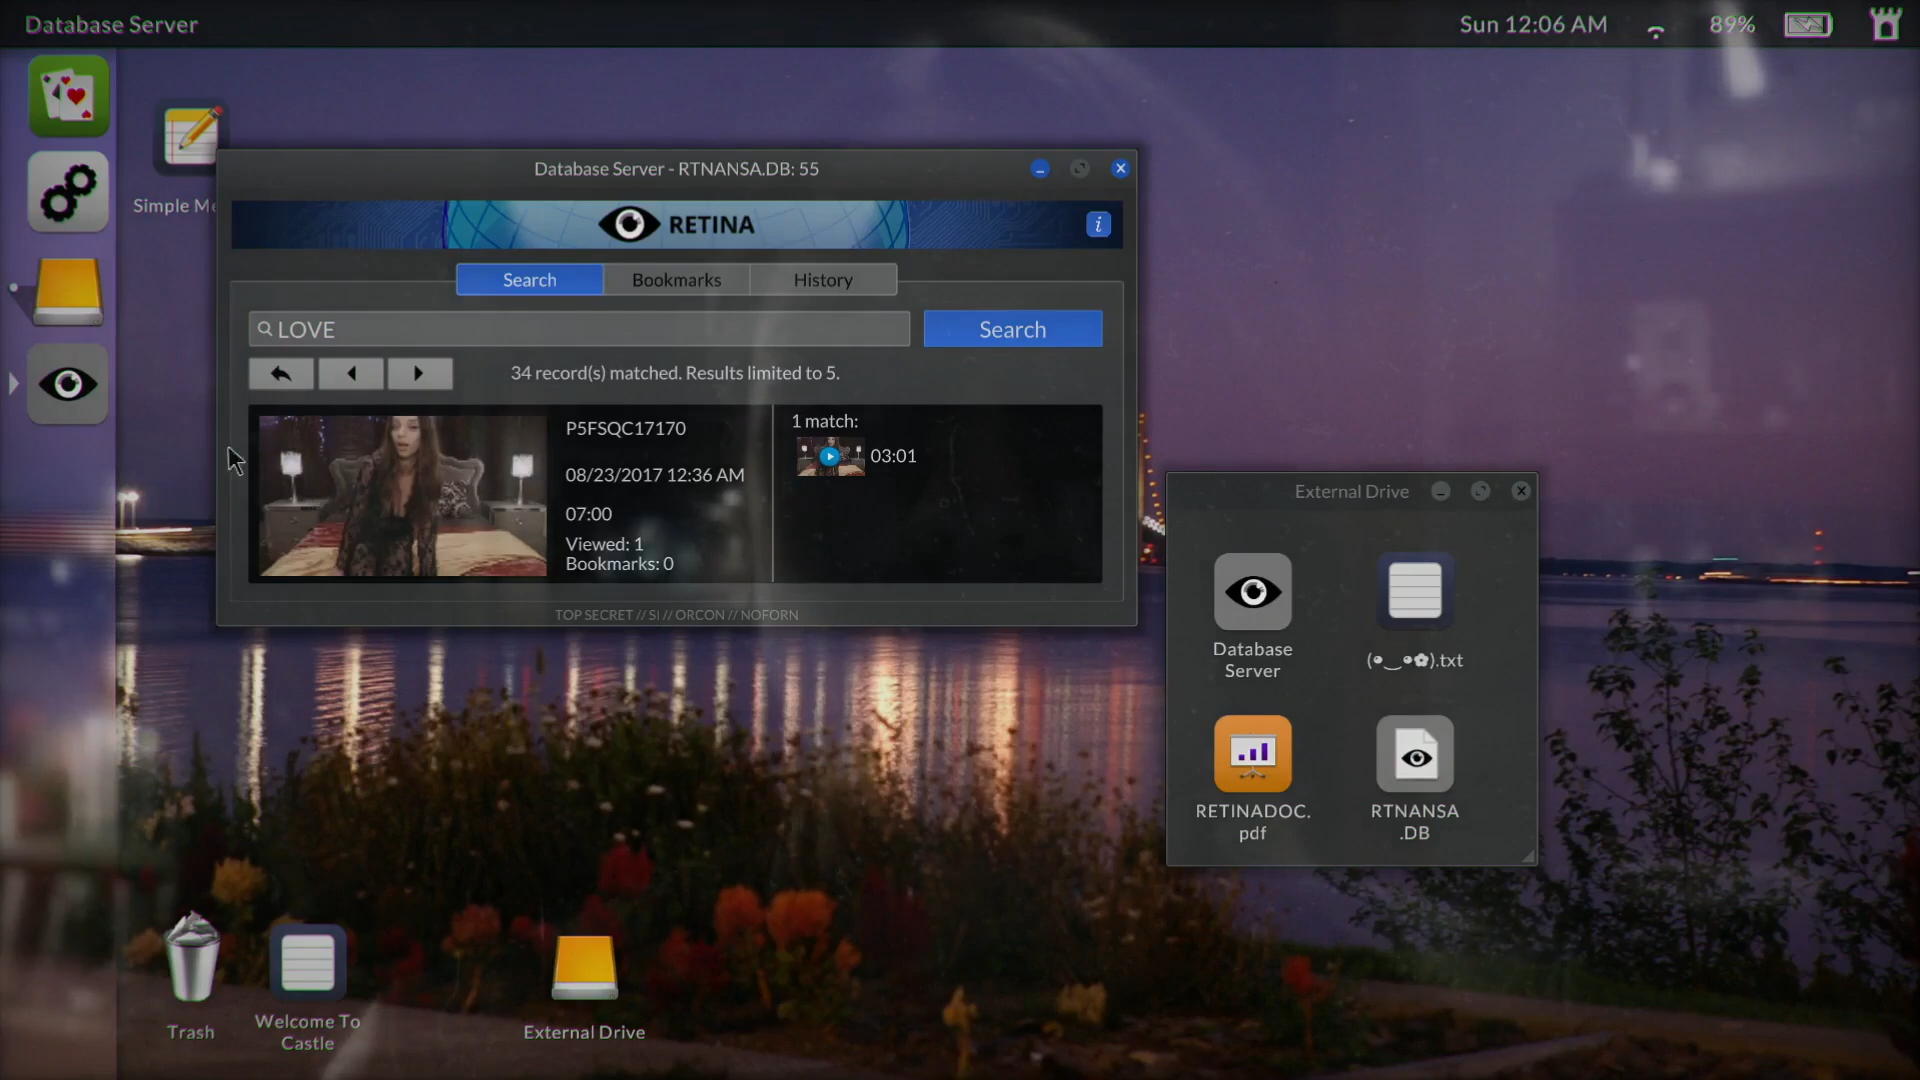 Database Server
Sun 12:06 AM
89%
Simple Me
Database Server - RTNANSA.DB: 55
RETINA
i
Search
Bookmarks
History
LOVE
Search
34 record(s) matched. Results limited to 5.
P5FSQC17170
08/23/2017 12:36 AM
07:00
Viewed: 1
Bookmarks: 0
1 match:
03:01
TOP SECRET // SI // ORCON // NOFORN
External Drive
Database
Server
(•‿•✿).txt
RETINADOC.
pdf
RTNANSA
.DB
Trash
Welcome To
Castle
External Drive